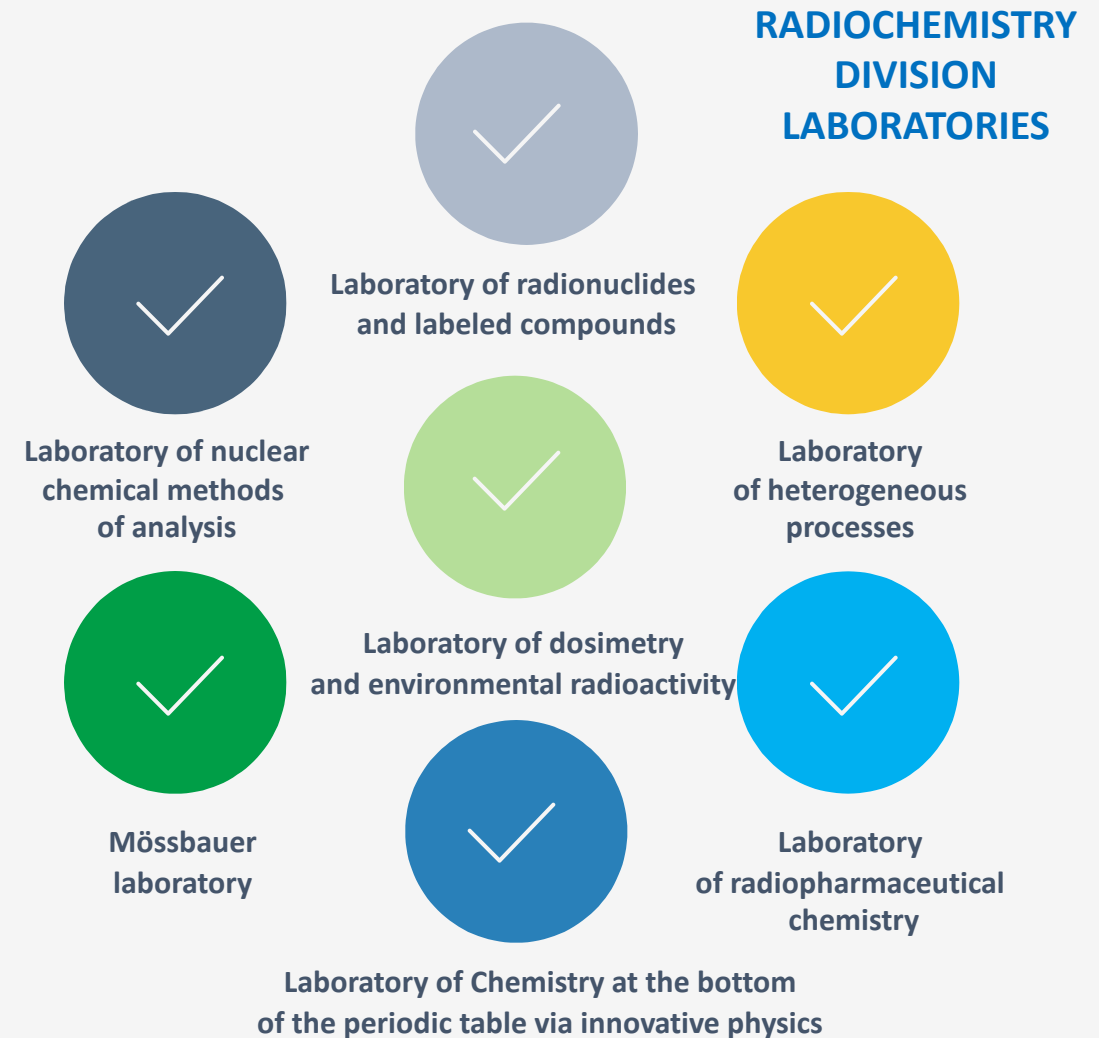 RADIOCHEMISTRY
DIVISION
LABORATORIES
Laboratory of radionuclides
and labeled compounds
Laboratory of nuclear
chemical methods
of analysis
Laboratory
of heterogeneous
processes
Laboratory of dosimetry
and environmental radioactivity
Mössbauer
laboratory
Laboratory
of radiopharmaceutical
chemistry
Laboratory of Chemistry at the bottom
of the periodic table via innovative physics